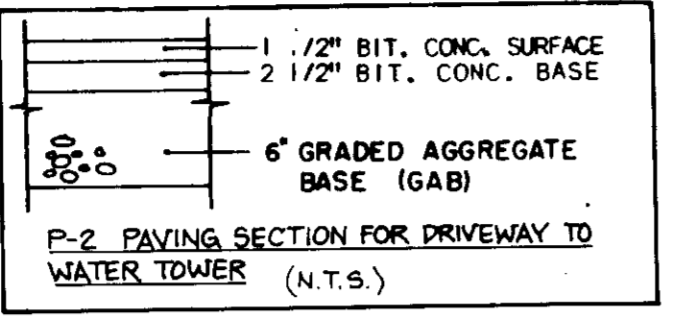 1 1/2" BIT. CONC. SURFACE
2 1/2" BIT. CONC. BASE
6" GRADED AGGREGATE
BASE (GAB)
P-2 PAVING SECTION FOR DRIVEWAY TO
WATER TOWER (N.T.S.)